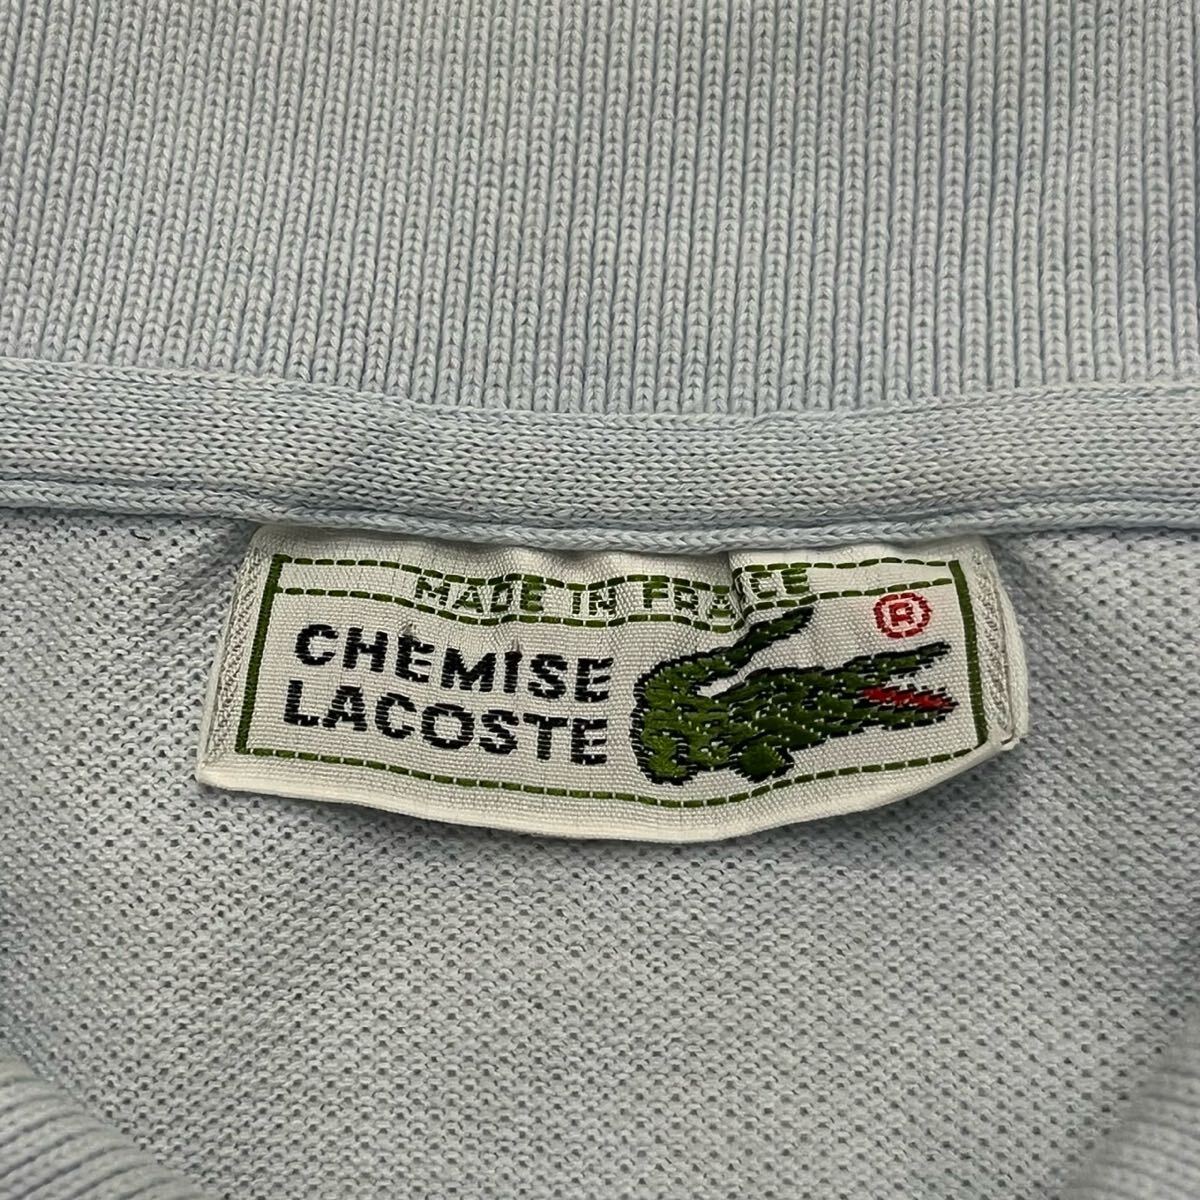 MADE IN FRANCE
®
CHEMISE
LACOSTE